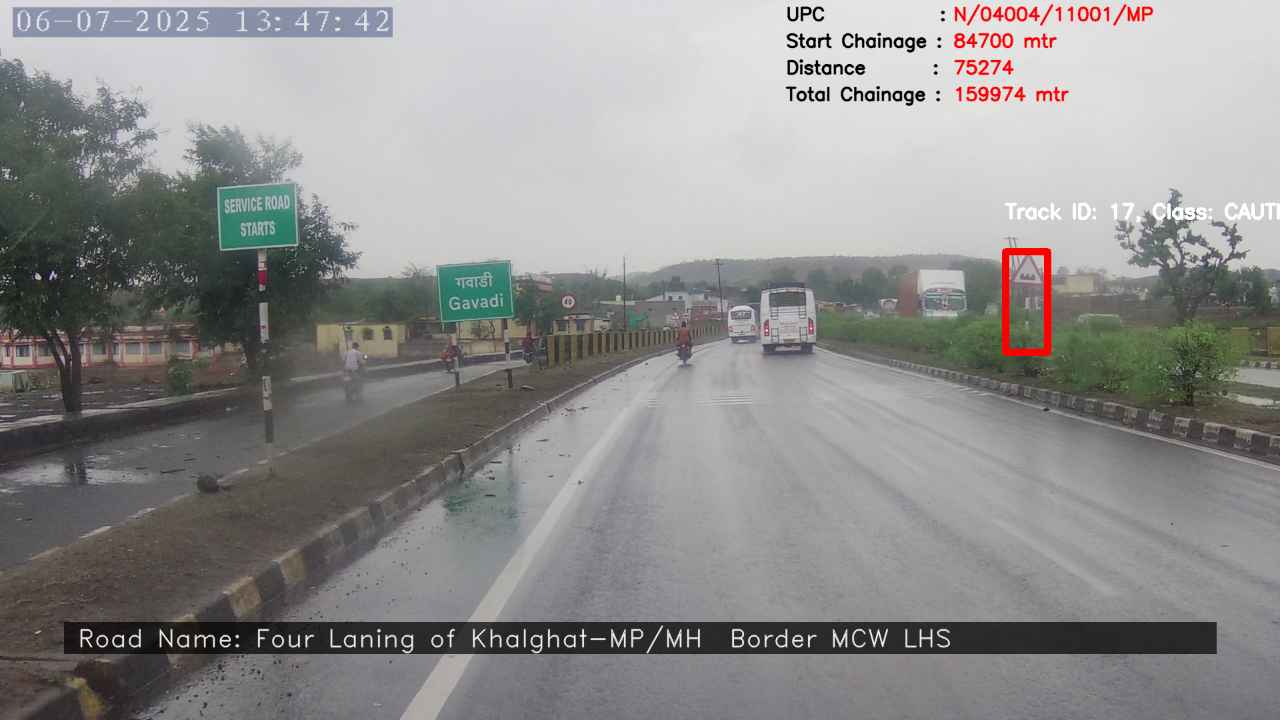 06-07-2025 13:47:42
UPC : N/04004/11001/MP
Start Chainage : 84700 mtr
Distance : 75274
Total Chainage : 159974 mtr
Track ID: 17, Class: CAUTI
SERVICE ROAD
STARTS
गवाडी
Gavadi
Road Name: Four Laning of Khalghat-MP/MH Border MCW LHS